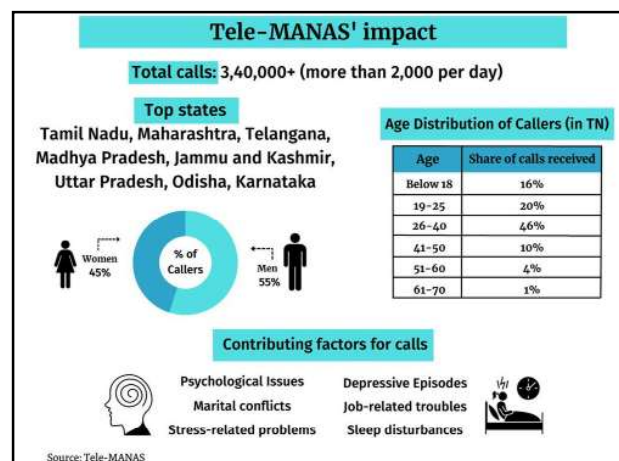 Tele-MANAS' impact
Total calls: 3,40,000+ (more than 2,000 per day)
Top states
Tamil Nadu, Maharashtra, Telangana,
Madhya Pradesh, Jammu and Kashmir,
Uttar Pradesh, Odisha, Karnataka
Women
45%
% of
Callers
Men
55%
Age Distribution of Callers (in TN)
Age Share of calls received
Below 18 16%
19-25 20%
26-40 46%
41-50 10%
51-60 4%
61-70 1%
Contributing factors for calls
Psychological Issues
Marital conflicts
Stress-related problems
Depressive Episodes
Job-related troubles
Sleep disturbances
Source: Tele-MANAS